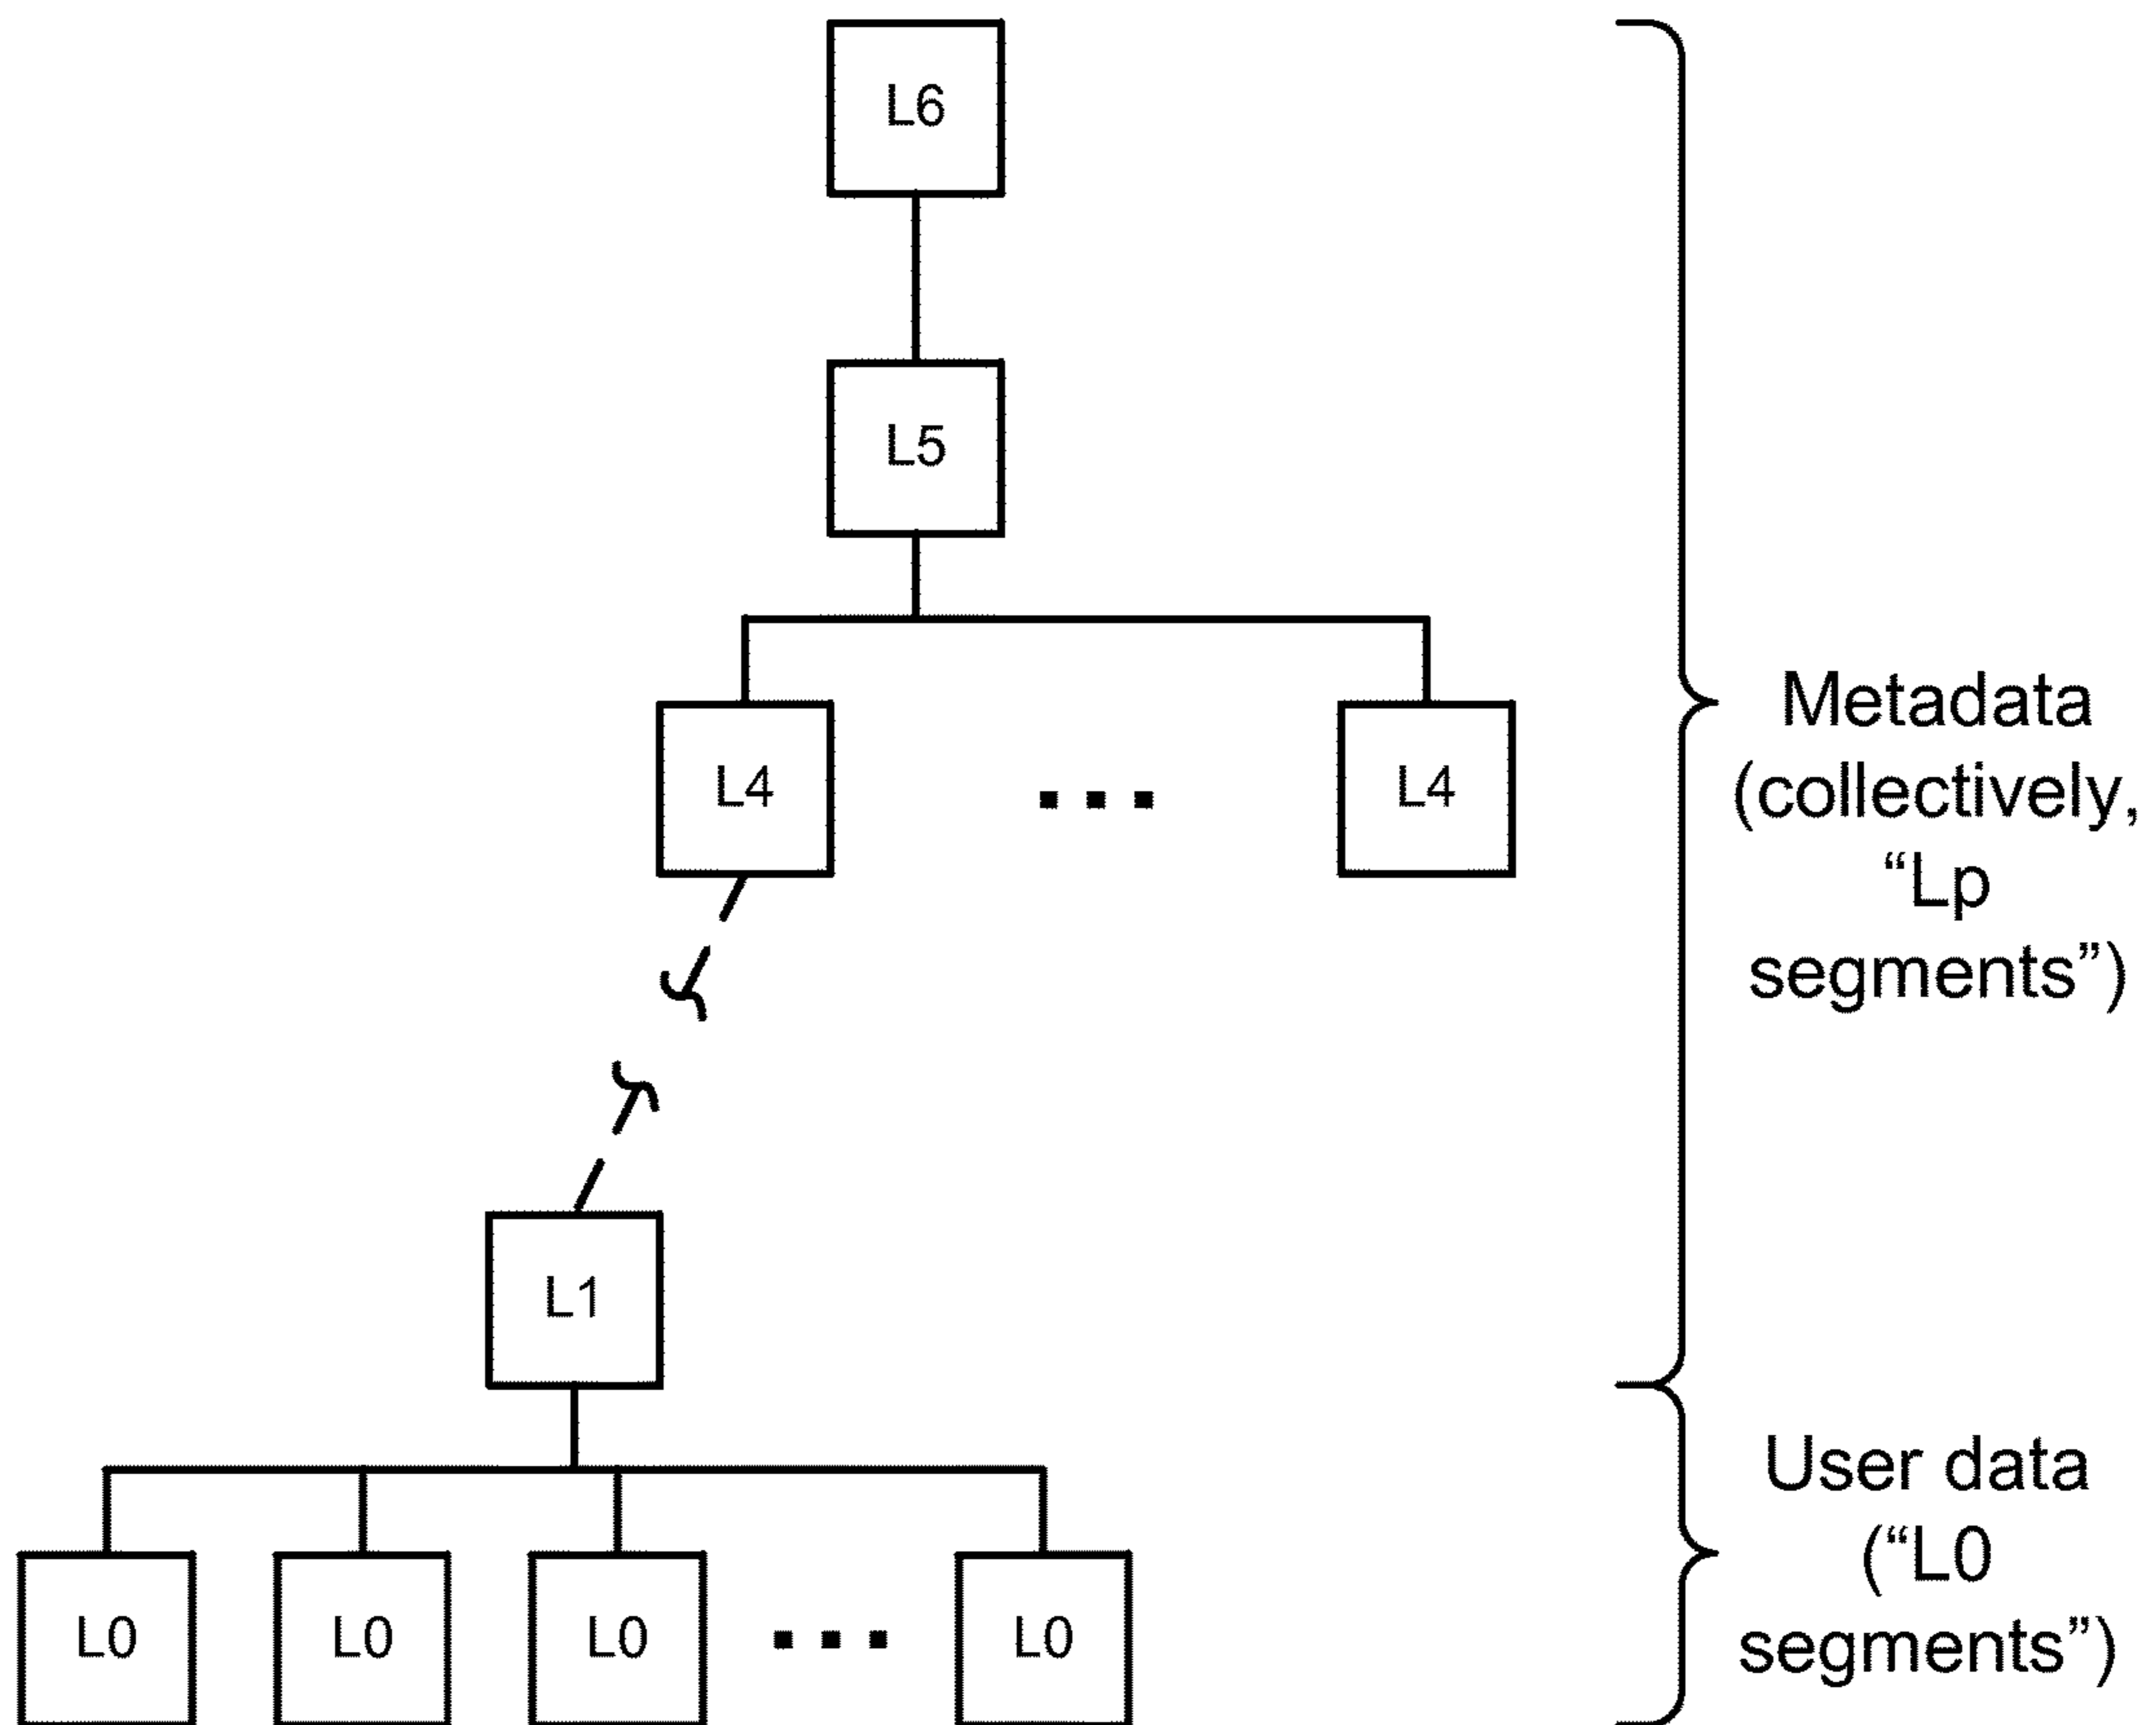 L6
L5
L4
L4
Metadata
(collectively,
“Lp
segments”)
L1
User data
(“L0
segments”)
L0
L0
L0
L0